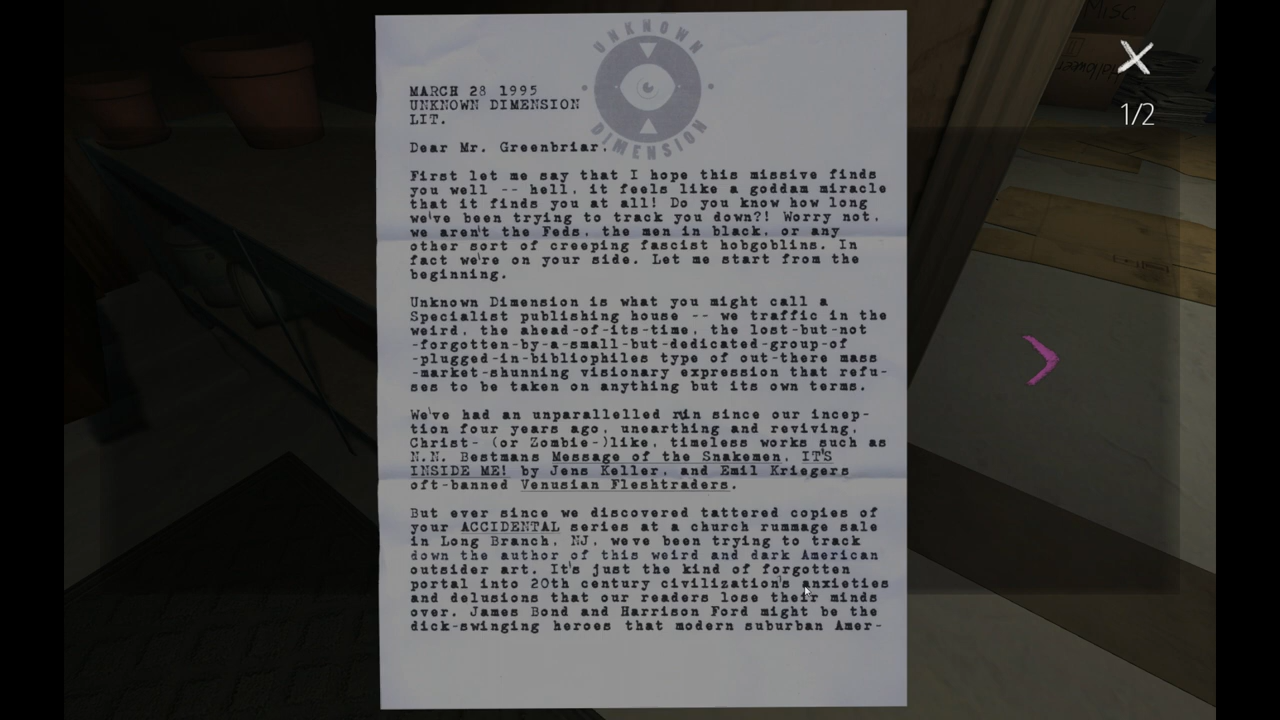 UNKNOWN
DIMENSION
Misc.
Halloween
1/2
MARCH 28 1995
UNKNOWN DIMENSION
LIT.
Dear Mr. Greenbriar,
First let me say that I hope this missive finds
you well -- hell, it feels like a goddam miracle
that it finds you at all! Do you know how long
we've been trying to track you down?! Worry not,
we aren't the Feds, the men in black, or any
other sort of creeping fascist hobgoblins. In
fact we're on your side. Let me start from the
beginning.
Unknown Dimension is what you might call a
Specialist publishing house -- we traffic in the
weird, the ahead-of-its-time, the lost-but-not
-forgotten-by-a-small-but-dedicated-group-of
-plugged-in-bibliophiles type of out-there mass
-market-shunning visionary expression that refu-
ses to be taken on anything but its own terms.
We've had an unparallelled run since our incep-
tion four years ago, unearthing and reviving,
Christ- (or Zombie-)like, timeless works such as
N.N. Bestmans Message of the Snakemen, IT'S
INSIDE ME! by Jens Keller, and Emil Kriegers
oft-banned Venusian Fleshtraders.
But ever since we discovered tattered copies of
your ACCIDENTAL series at a church rummage sale
in Long Branch, NJ, we've been trying to track
down the author of this weird and dark American
outsider art. It's just the kind of forgotten
portal into 20th century civilization's anxieties
and delusions that our readers lose their minds
over. James Bond and Harrison Ford might be the
dick-swinging heroes that modern suburban Amer-